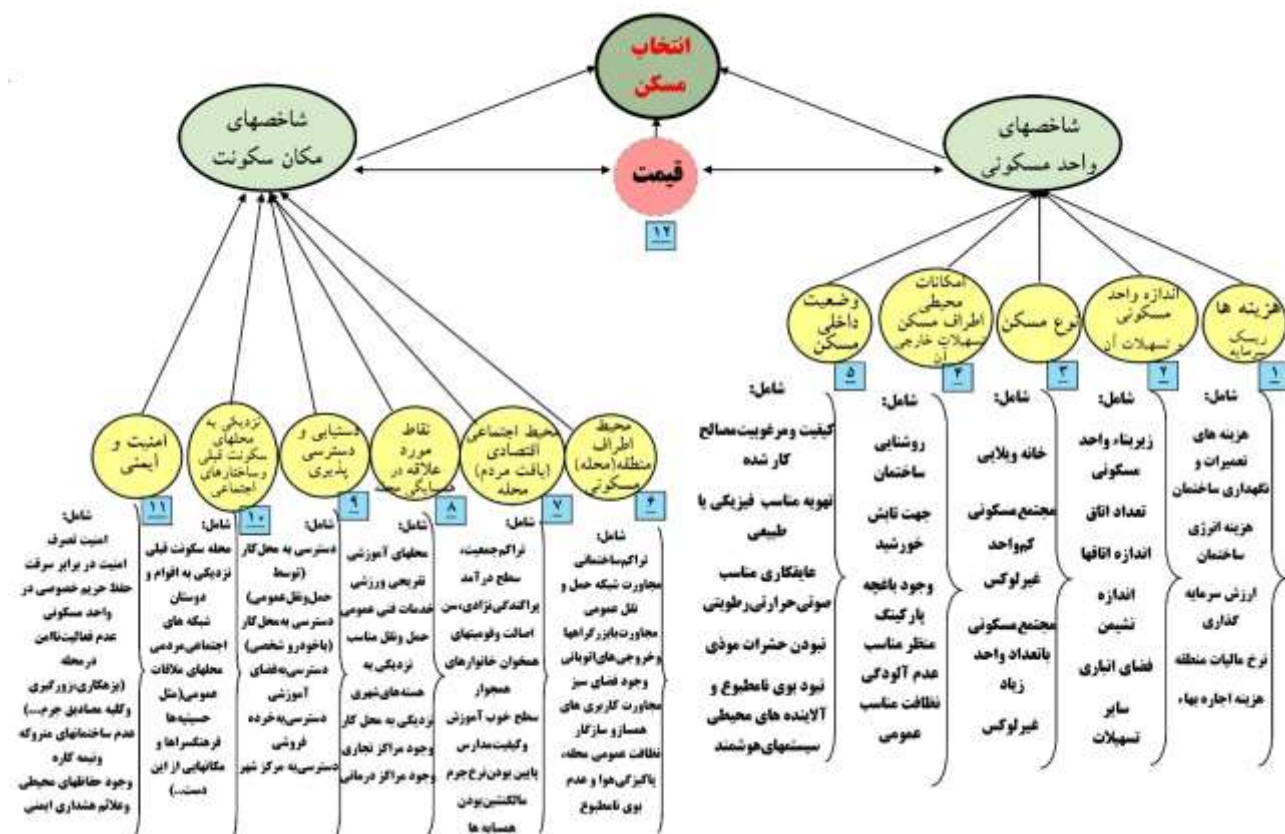 انتخاب
مسکن
شاخصهای
واحد مسکونی
قیمت
۱۲
شاخصهای
مکان سکونت
هزینه ها
ریسک
سرمایه
۱
شامل:
هزینه های
تعمیرات و
نگهداری ساختمان
هزینه انرژی
ساختمان
ارزش سرمایه
گذاری
نرخ مالیات منطقه
هزینه اجاره بهاء
اندازه واحد
مسکونی
و تسهیلات آن
۲
شامل:
زیربناء واحد
مسکونی
تعداد اتاق
اندازه اتاقها
اندازه
نشیمن
فضای انباری
سایر
تسهیلات
نوع مسکن
۳
شامل:
خانه ویلایی
مجتمع مسکونی
کم‌واحد
غیرلوکس
مجتمع مسکونی
باتعداد واحد
زیاد
غیرلوکس
امکانات
محیطی
اطراف مسکن
تسهیلات خارجی
آن
۴
شامل:
روشنایی
ساختمان
جهت تابش
خورشید
وجود باغچه
پارکینک
منظر مناسب
عدم آلودگی
نظافت مناسب
عمومی
وضعیت
داخلی
مسکن
۵
شامل:
کیفیت ومرغوبیت‌مصالح
کار شده
تهویه مناسب فیزیکی یا
طبیعی
عایقکاری مناسب
صوتی‌حرارتی‌رطوبتی
نبودن حشرات موذی
نبود بوی نامطبوع و
آلاینده های محیطی
سیستمهای‌هوشمند
محیط
اطراف
منطقه(محله)
مسکونی
۶
شامل:
تراکم‌ساختمانی
مجاورت شبکه حمل و
نقل عمومی
مجاورت‌بابزرگراهها
وخروجی‌های‌اتوبانی
وجود فضای سبز
مجاورت کاربری های
همساز و سازگار
نظافت عمومی محله،
پاکیزگی‌هوا و عدم
بوی نامطبوع
محیط اجتماعی
اقتصادی
(بافت مردم)
محله
۷
شامل:
تراکم‌جمعیت،
سطح درآمد
پراکندگی‌نژادی،سن
اصالت وقومیتهای
همخوان خانوارهای
همجوار
سطح خوب آموزش
وکیفیت‌مدارس
پایین بودن‌نرخ‌جرم
مالک‌نشین‌بودن
همسایه ها
نقاط
مورد
علاقه در
همسایگی محله
۸
شامل:
محلهای آموزشی
تفریحی ورزشی
خدمات فنی عمومی
حمل ونقل مناسب
نزدیکی به
هسته‌های‌شهری
نزدیکی به محل کار
وجود مراکز تجاری
وجود مراکز درمانی
دستیابی و
دسترسی
پذیری
۹
شامل:
دسترسی به محل‌کار
(توسط
حمل‌ونقل‌عمومی)
دسترسی به‌محل‌کار
(باخودرو شخصی)
دسترسی‌به‌فضای
آموزشی
دسترسی‌به‌خرده
فروشی
دسترسی‌به مرکز شهر
نزدیکی به
محلهای
سکونت قبلی
وساختارهای
اجتماعی
۱۰
شامل:
محله سکونت قبلی
نزدیکی به اقوام و
دوستان
شبکه های
اجتماعی‌مردمی
محلهای ملاقات
عمومی(مثل
حسینیه‌ها
فرهنگسراها و
مکانهایی از این
دست..)
امنیت و
ایمنی
۱۱
شامل:
امنیت تصرف
امنیت در برابر سرقت
حفظ حریم خصوصی در
واحد مسکونی
عدم فعالیت‌ناامن
درمحله
(بزهکاری،زورگیری
وکلیه مصادیق جرم...)
عدم ساختمانهای متروکه
ونیمه کاره
وجود حفاظهای محیطی
وعلائم هشداری ایمنی